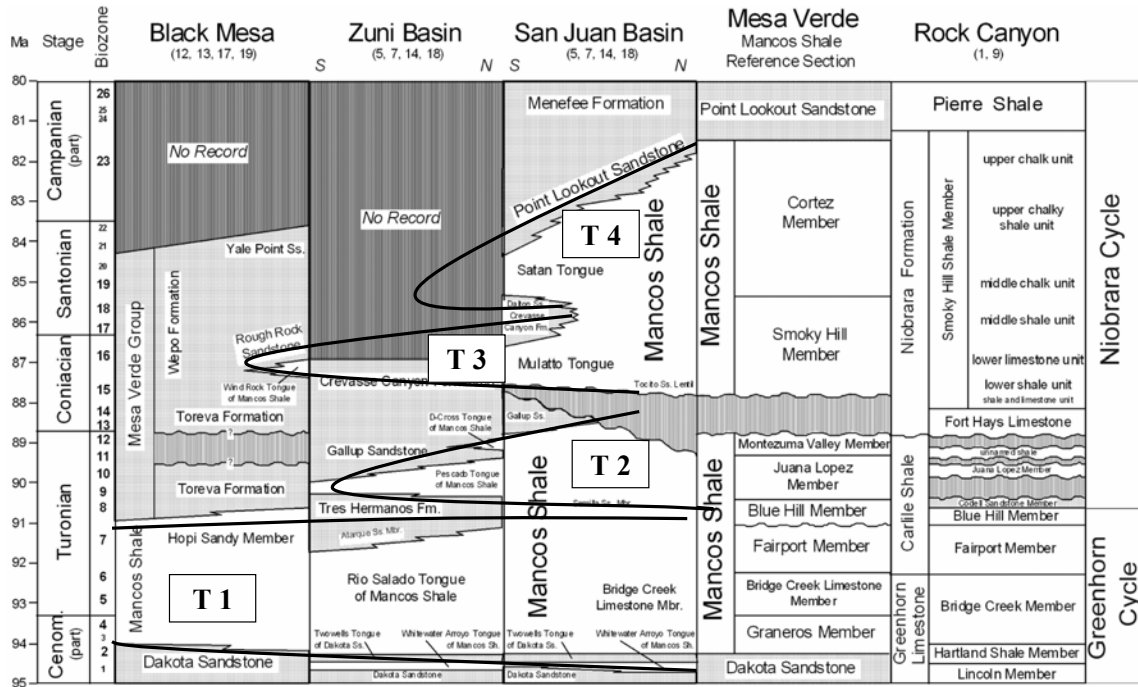 Ma
Stage
Biozone
Black Mesa
(12, 13, 17, 19)
Zuni Basin
(5, 7, 14, 18)
S
N
San Juan Basin
(5, 7, 14, 18)
S
N
Mesa Verde
Mancos Shale
Reference Section
Rock Canyon
(1, 9)
80
81
82
83
84
85
86
87
88
89
90
91
92
93
94
95
Campanian
(part)
Santonian
Coniacian
Turonian
Cenom.
(part)
26
25
24
23
22
21
20
19
18
17
16
15
14
13
12
11
10
9
8
7
6
5
4
3
2
1
No Record
Yale Point Ss.
Mesa Verde Group
Wepo Formation
Rough Rock
Sandstone
Wind Rock Tongue
of Mancos Shale
Toreva Formation
?
?
Toreva Formation
Mancos Shale
Hopi Sandy Member
T 1
Dakota Sandstone
No Record
T 3
Crevasse Canyon
D-Cross Tongue
of Mancos Shale
Gallup Sandstone
Pescado Tongue
of Mancos Shale
Tres Hermanos Fm.
Atarque Ss. Mbr.
Rio Salado Tongue
of Mancos Shale
Twowells Tongue
of Dakota Ss.
Whitewater Arroyo Tongue
of Mancos Sh.
Dakota Sandstone
Menefee Formation
Point Lookout Sandstone
T 4
Satan Tongue
Mancos Shale
Dalton Ss.
Crevasse
Canyon Fm.
Mulatto Tongue
Tocito Ss. Lentil
Gallup Ss.
T 2
Mancos Shale
Semilla Ss. Mbr.
Bridge Creek
Limestone Mbr.
Twowells Tongue
of Dakota Ss.
Whitewater Arroyo Tongue
of Mancos Sh.
Dakota Sandstone
Point Lookout Sandstone
Mancos Shale
Cortez
Member
Smoky Hill
Member
Montezuma Valley Member
Juana Lopez
Member
Mancos Shale
Blue Hill Member
Fairport Member
Bridge Creek Limestone
Member
Graneros Member
Dakota Sandstone
Pierre Shale
Niobrara Formation
Smoky Hill Shale Member
upper chalk unit
upper chalky
shale unit
middle chalk unit
middle shale unit
lower limestone unit
lower shale unit
shale and limestone unit
Fort Hays Limestone
Carlile Shale
unnamed shale
Juana Lopez Member
Codell Sandstone Member
Blue Hill Member
Fairport Member
Greenhorn
Limestone
Bridge Creek Member
Hartland Shale Member
Lincoln Member
Niobrara Cycle
Greenhorn
Cycle